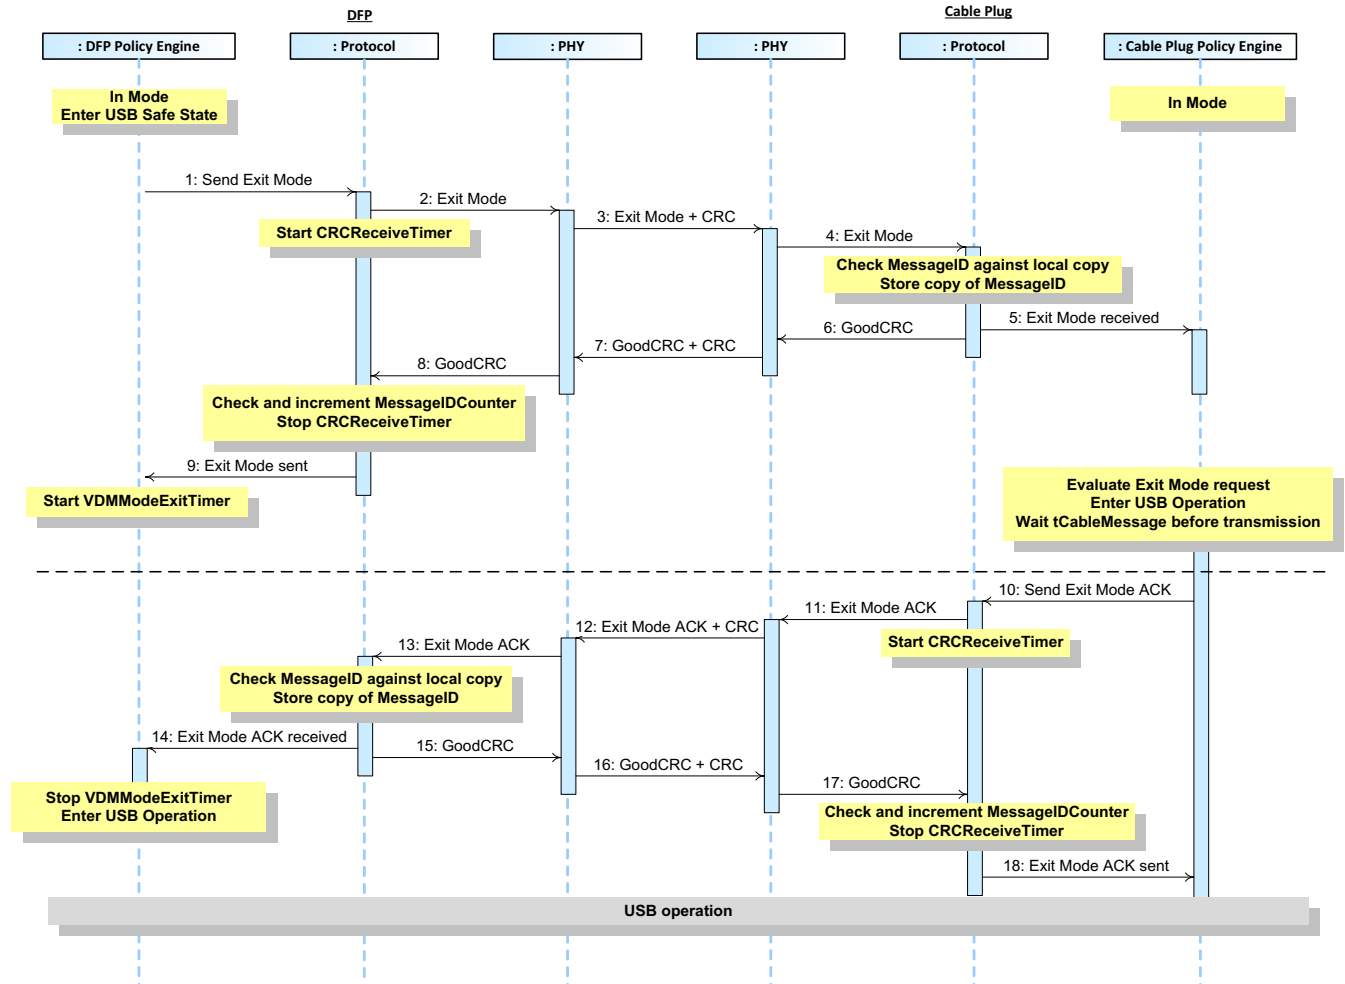 DFP
Cable Plug
: DFP Policy Engine
: Protocol
: PHY
: PHY
: Protocol
: Cable Plug Policy Engine
In Mode
Enter USB Safe State
In Mode
1: Send Exit Mode
2: Exit Mode
3: Exit Mode + CRC
Start CRCReceiveTimer
4: Exit Mode
Check MessageID against local copy
Store copy of MessageID
5: Exit Mode received
6: GoodCRC
7: GoodCRC + CRC
8: GoodCRC
Check and increment MessageIDCounter
Stop CRCReceiveTimer
9: Exit Mode sent
Start VDMModeExitTimer
Evaluate Exit Mode request
Enter USB Operation
Wait tCableMessage before transmission
10: Send Exit Mode ACK
11: Exit Mode ACK
12: Exit Mode ACK + CRC
Start CRCReceiveTimer
13: Exit Mode ACK
Check MessageID against local copy
Store copy of MessageID
14: Exit Mode ACK received
15: GoodCRC
16: GoodCRC + CRC
17: GoodCRC
Stop VDMModeExitTimer
Enter USB Operation
Check and increment MessageIDCounter
Stop CRCReceiveTimer
18: Exit Mode ACK sent
USB operation